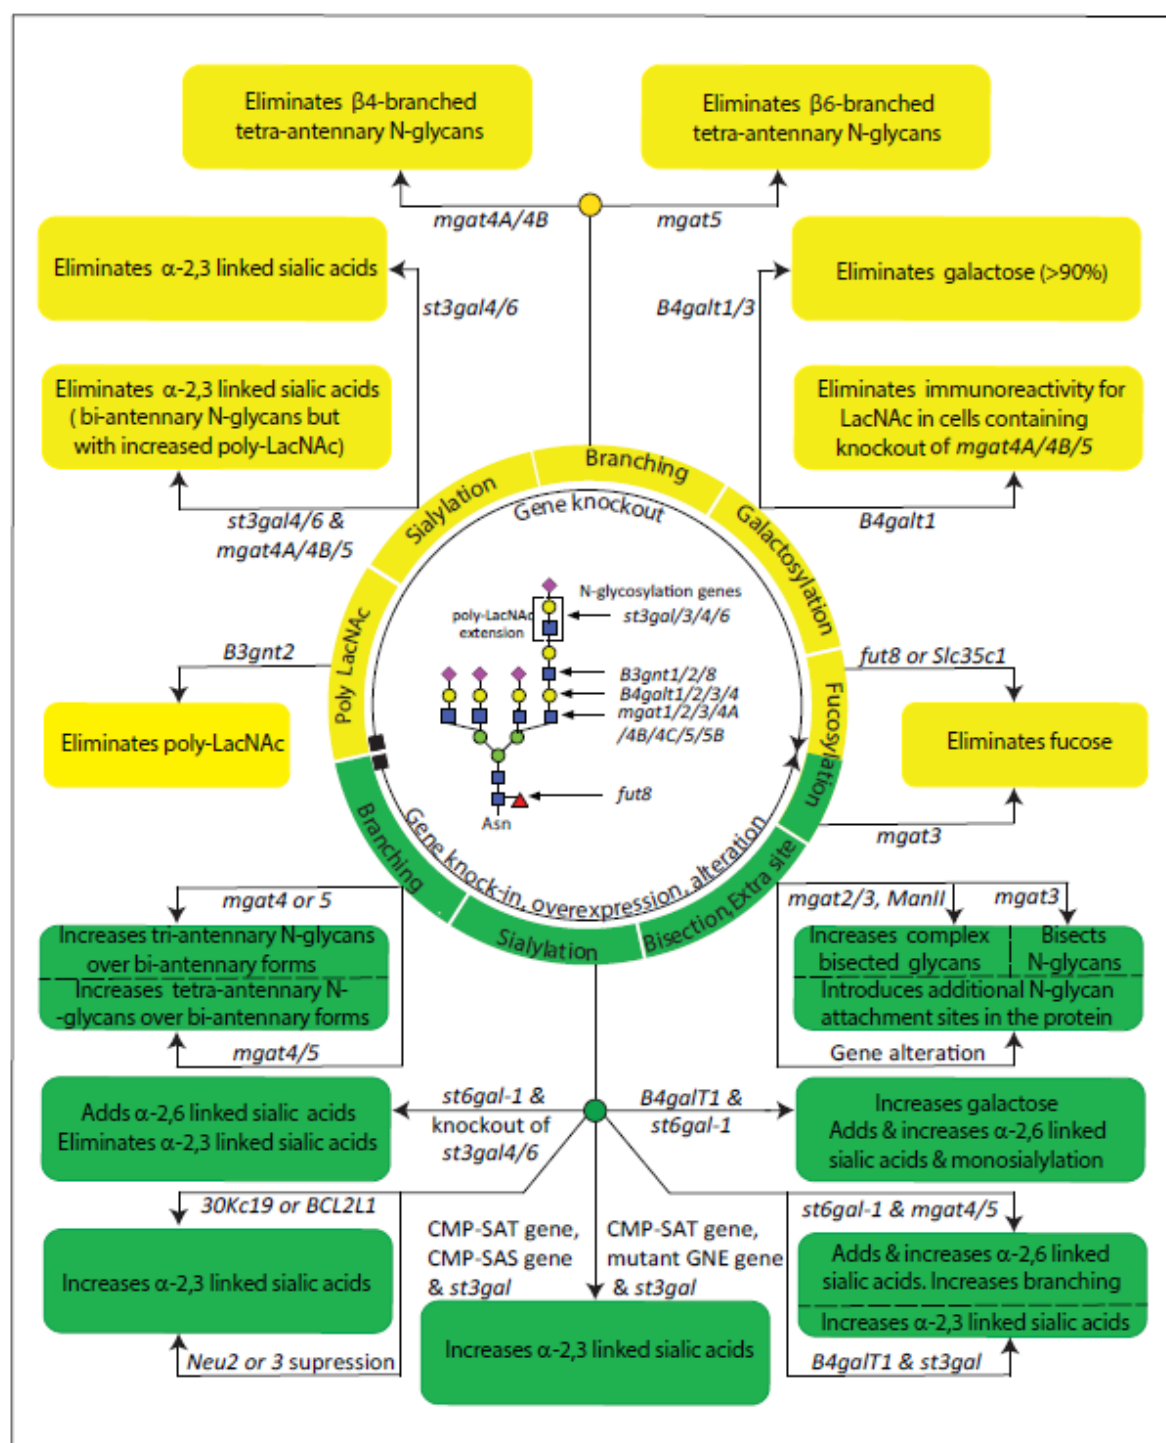 Eliminates β4-branched
tetra-antennary N-glycans
Eliminates β6-branched
tetra-antennary N-glycans
mgat4A/4B
mgat5
Eliminates α-2,3 linked sialic acids
st3gal4/6
B4galt1/3
Eliminates galactose (>90%)
Eliminates α-2,3 linked sialic acids
( bi-antennary N-glycans but
with increased poly-LacNAc)
Eliminates immunoreactivity for
LacNAc in cells containing
knockout of mgat4A/4B/5
st3gal4/6 &
mgat4A/4B/5
B4galt1
Poly LacNAc
Sialylation
Branching
Galactosylation
Fucosylation
Gene knockout
N-glycosylation genes
poly-LacNAc
extension
st3gal/3/4/6
B3gnt1/2/8
B4galt1/2/3/4
mgat1/2/3/4A
/4B/4C/5/5B
fut8
Asn
B3gnt2
Eliminates poly-LacNAc
fut8 or Slc35c1
Eliminates fucose
mgat3
Gene knock-in, overexpression, alteration
Branching
Sialylation
Bisection, Extra site
mgat4 or 5
Increases tri-antennary N-glycans
over bi-antennary forms
Increases tetra-antennary N-
-glycans over bi-antennary forms
mgat4/5
mgat2/3, ManII
mgat3
Increases complex
bisected glycans
Bisects
N-glycans
Introduces additional N-glycan
attachment sites in the protein
Gene alteration
Adds α-2,6 linked sialic acids
Eliminates α-2,3 linked sialic acids
st6gal-1 &
knockout of
st3gal4/6
B4galT1 &
st6gal-1
Increases galactose
Adds & increases α-2,6 linked
sialic acids & monosialylation
30Kc19 or BCL2L1
Increases α-2,3 linked sialic acids
Neu2 or 3 supression
CMP-SAT gene,
CMP-SAS gene
& st3gal
CMP-SAT gene,
mutant GNE gene
& st3gal
Increases α-2,3 linked sialic acids
st6gal-1 & mgat4/5
Adds & increases α-2,6 linked
sialic acids. Increases branching
Increases α-2,3 linked sialic acids
B4galT1 & st3gal